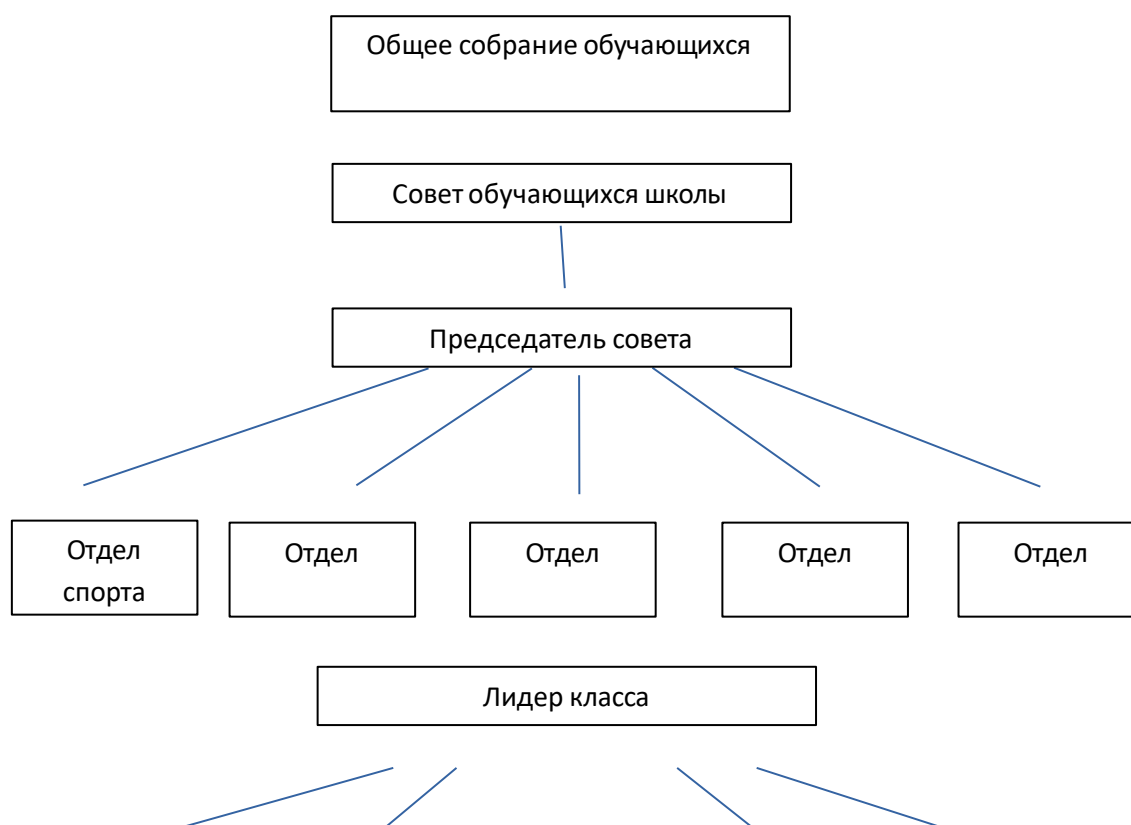 Общее собрание обучающихся
Совет обучающихся школы
Председатель совета
Отдел
спорта
Отдел
Отдел
Отдел
Отдел
Лидер класса